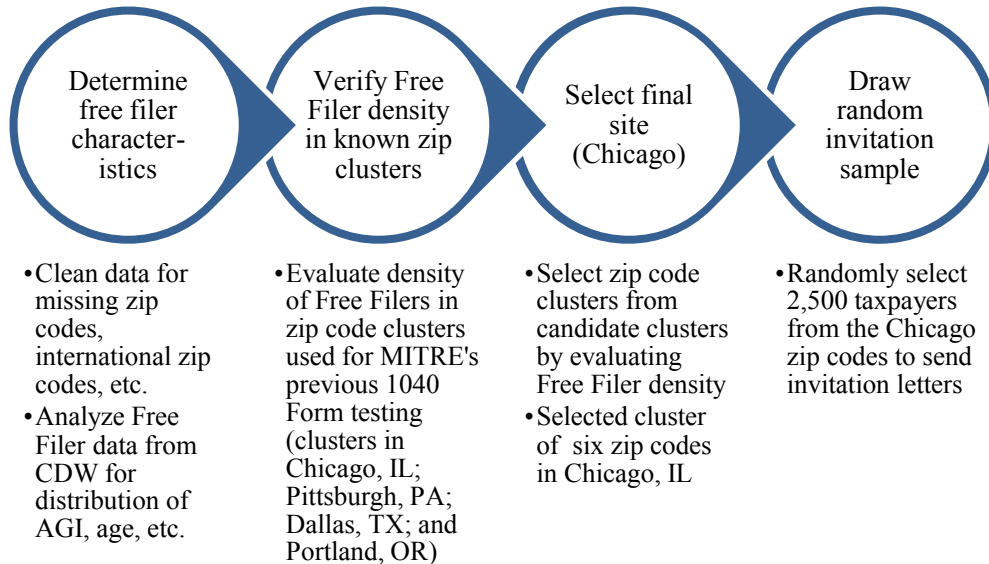 Determine
free filer
character-
istics
Verify Free
Filer density
in known zip
clusters
Select final
site
(Chicago)
Draw
random
invitation
sample
•Clean data for
missing zip
codes,
international zip
codes, etc.
•Analyze Free
Filer data from
CDW for
distribution of
AGI, age, etc.
•Evaluate density
of Free Filers in
zip code clusters
used for MITRE's
previous 1040
Form testing
(clusters in
Chicago, IL;
Pittsburgh, PA;
Dallas, TX; and
Portland, OR)
•Select zip code
clusters from
candidate clusters
by evaluating
Free Filer density
•Selected cluster
of six zip codes
in Chicago, IL
•Randomly select
2,500 taxpayers
from the Chicago
zip codes to send
invitation letters